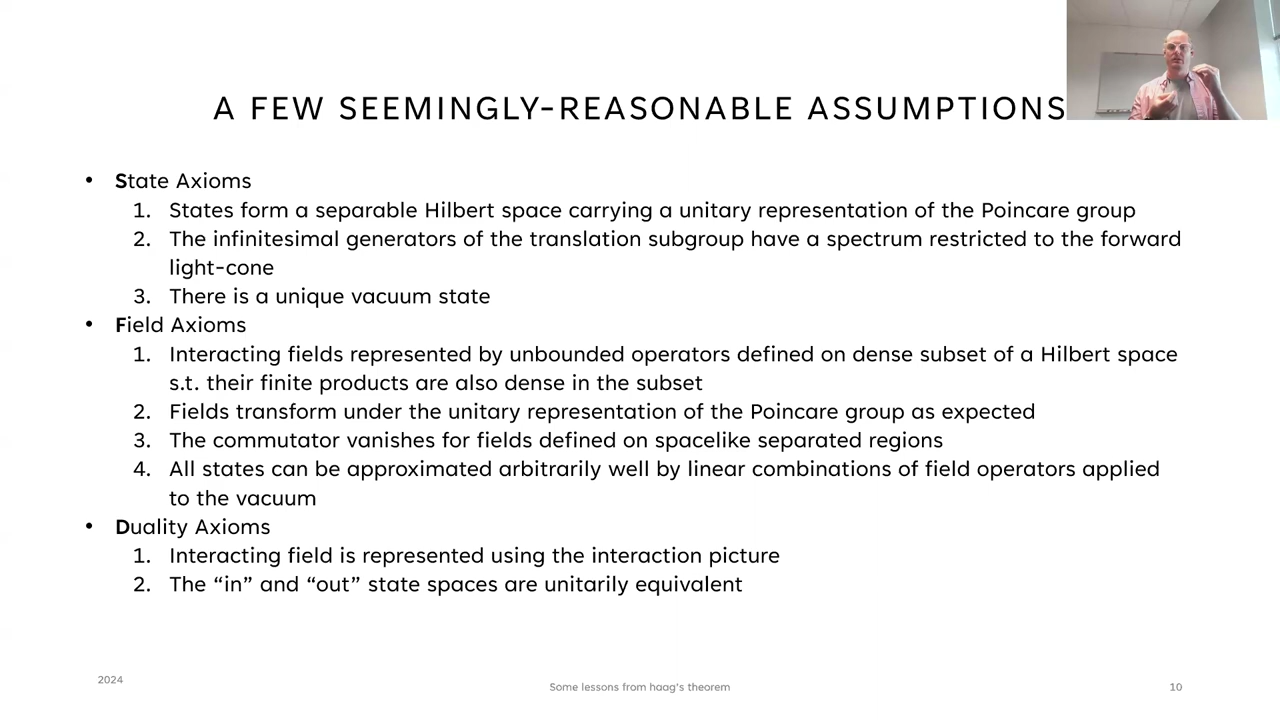 A FEW SEEMINGLY-REASONABLE ASSUMPTIONS
• State Axioms
1. States form a separable Hilbert space carrying a unitary representation of the Poincare group
2. The infinitesimal generators of the translation subgroup have a spectrum restricted to the forward
light-cone
3. There is a unique vacuum state
• Field Axioms
1. Interacting fields represented by unbounded operators defined on dense subset of a Hilbert space
s.t. their finite products are also dense in the subset
2. Fields transform under the unitary representation of the Poincare group as expected
3. The commutator vanishes for fields defined on spacelike separated regions
4. All states can be approximated arbitrarily well by linear combinations of field operators applied
to the vacuum
• Duality Axioms
1. Interacting field is represented using the interaction picture
2. The “in” and “out” state spaces are unitarily equivalent
2024
Some lessons from haag's theorem
10